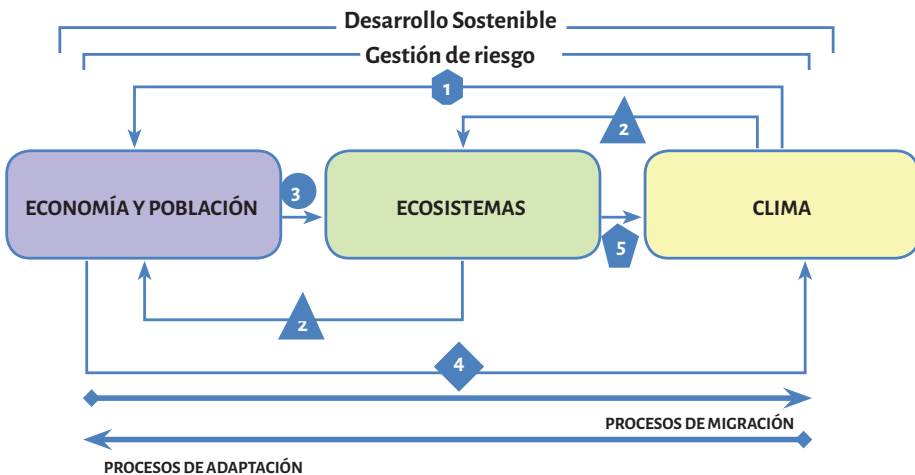 Desarrollo Sostenible
Gestión de riesgo
1
2
3
ECONOMÍA Y POBLACIÓN
ECOSISTEMAS
CLIMA
5
2
4
PROCESOS DE MIGRACIÓN
PROCESOS DE ADAPTACIÓN